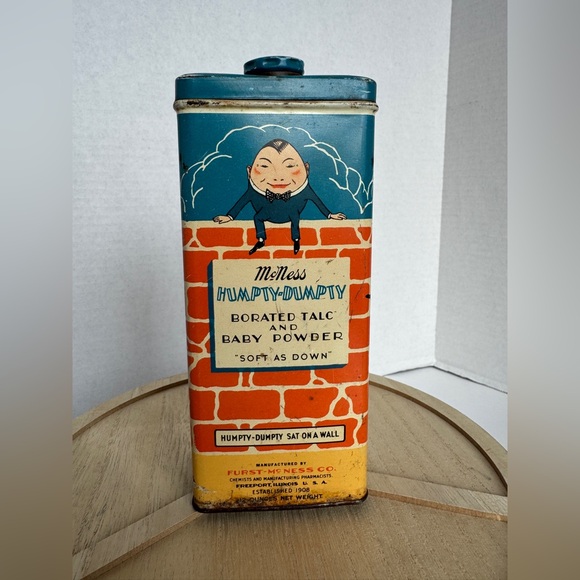 McNess
HUMPTY-DUMPTY
BORATED TALC
AND
BABY POWDER
"SOFT AS DOWN"
HUMPTY-DUMPTY SAT ON A WALL
MANUFACTURED BY
FURST-McNESS CO.
CHEMISTS AND MANUFACTURING PHARMACISTS
FREEPORT, ILLINOIS U. S. A.
ESTABLISHED 1908
OUNCES NET WEIGHT